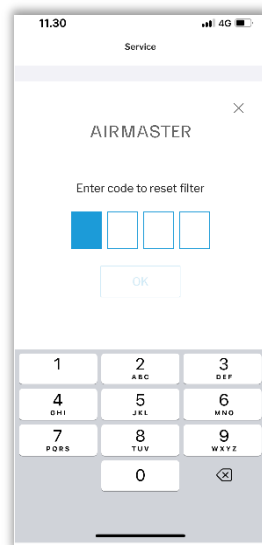 11.30 4G
Service
AIRMASTER
Enter code to reset filter
OK
1 2 3
ABC DEF
4 5 6
GHI JKL MNO
7 8 9
PQRS TUV WXYZ
0